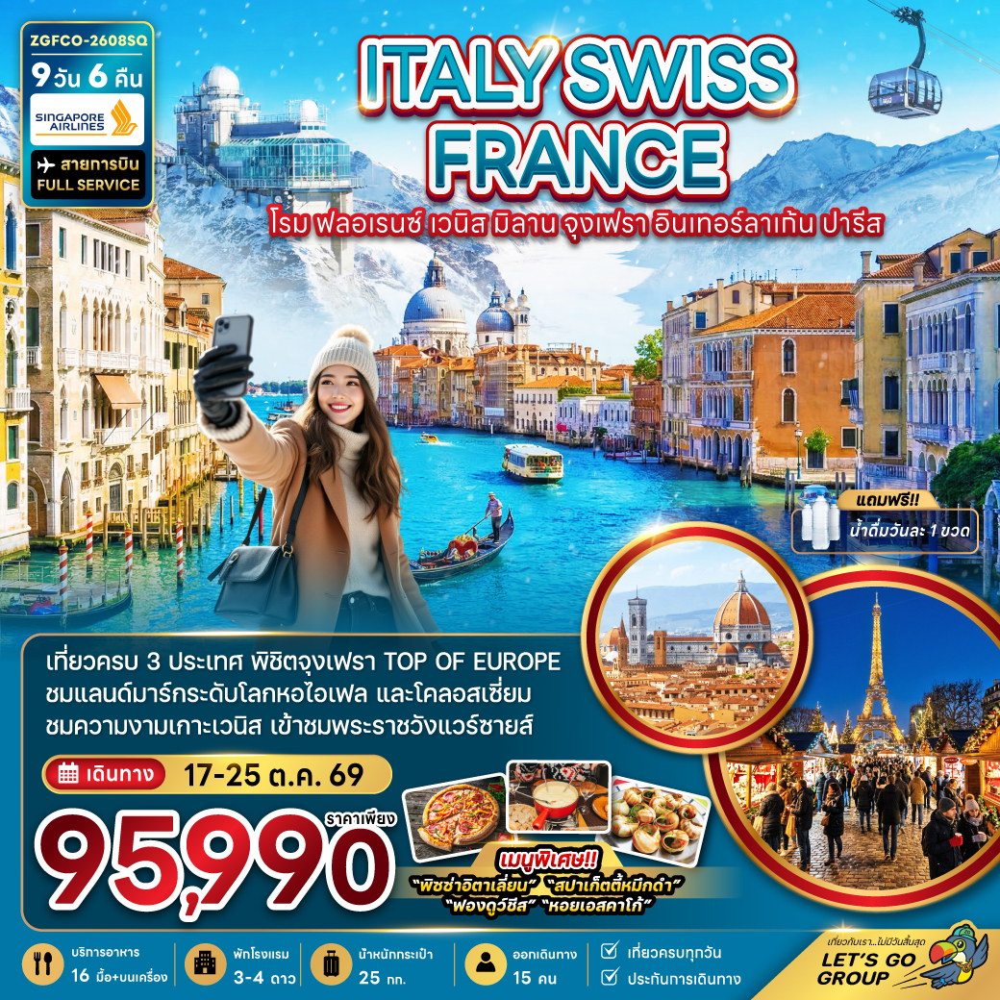 ZGFCO-2608SQ
9 วัน 6 คืน
SINGAPORE
AIRLINES
สายการบิน
FULL SERVICE
ITALY SWISS
FRANCE
โรม ฟลอเรนซ์ เวนิส มิลาน จุงเฟรา อินเทอร์ลาเก้น ปารีส
แถมฟรี!!
น้ำดื่มวันละ 1 ขวด
เที่ยวครบ 3 ประเทศ พิชิตจุงเฟรา TOP OF EUROPE
ชมแลนด์มาร์กระดับโลกหอไอเฟล และโคลอสเซี่ยม
ชมความงามเกาะเวนิส เข้าชมพระราชวังแวร์ซายส์
เดินทาง 17-25 ต.ค. 69
ราคาเพียง
95,990
เมนูพิเศษ!!
"พิซซ่าอิตาเลี่ยน" "สปาเก็ตตี้หมึกดำ"
"ฟองดูว์ชีส" "หอยเอสคาโก้"
บริการอาหาร
16 มื้อ+บนเครื่อง
พักโรงแรม
3-4 ดาว
น้ำหนักกระเป๋า
25 กก.
ออกเดินทาง
15 คน
เที่ยวครบทุกวัน
ประกันการเดินทาง
เที่ยวกับเรา...ไม่มีวันสิ้นสุด
LET'S GO
GROUP